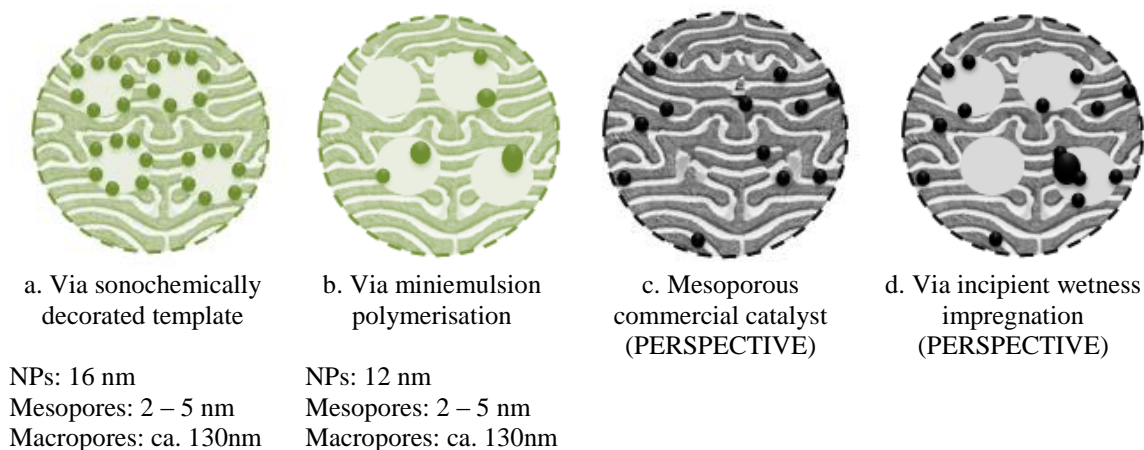 a. Via sonochemically
decorated template
b. Via miniemulsion
polymerisation
c. Mesoporous
commercial catalyst
(PERSPECTIVE)
d. Via incipient wetness
impregnation
(PERSPECTIVE)
NPs: 16 nm
Mesopores: 2 – 5 nm
Macropores: ca. 130nm
NPs: 12 nm
Mesopores: 2 – 5 nm
Macropores: ca. 130nm